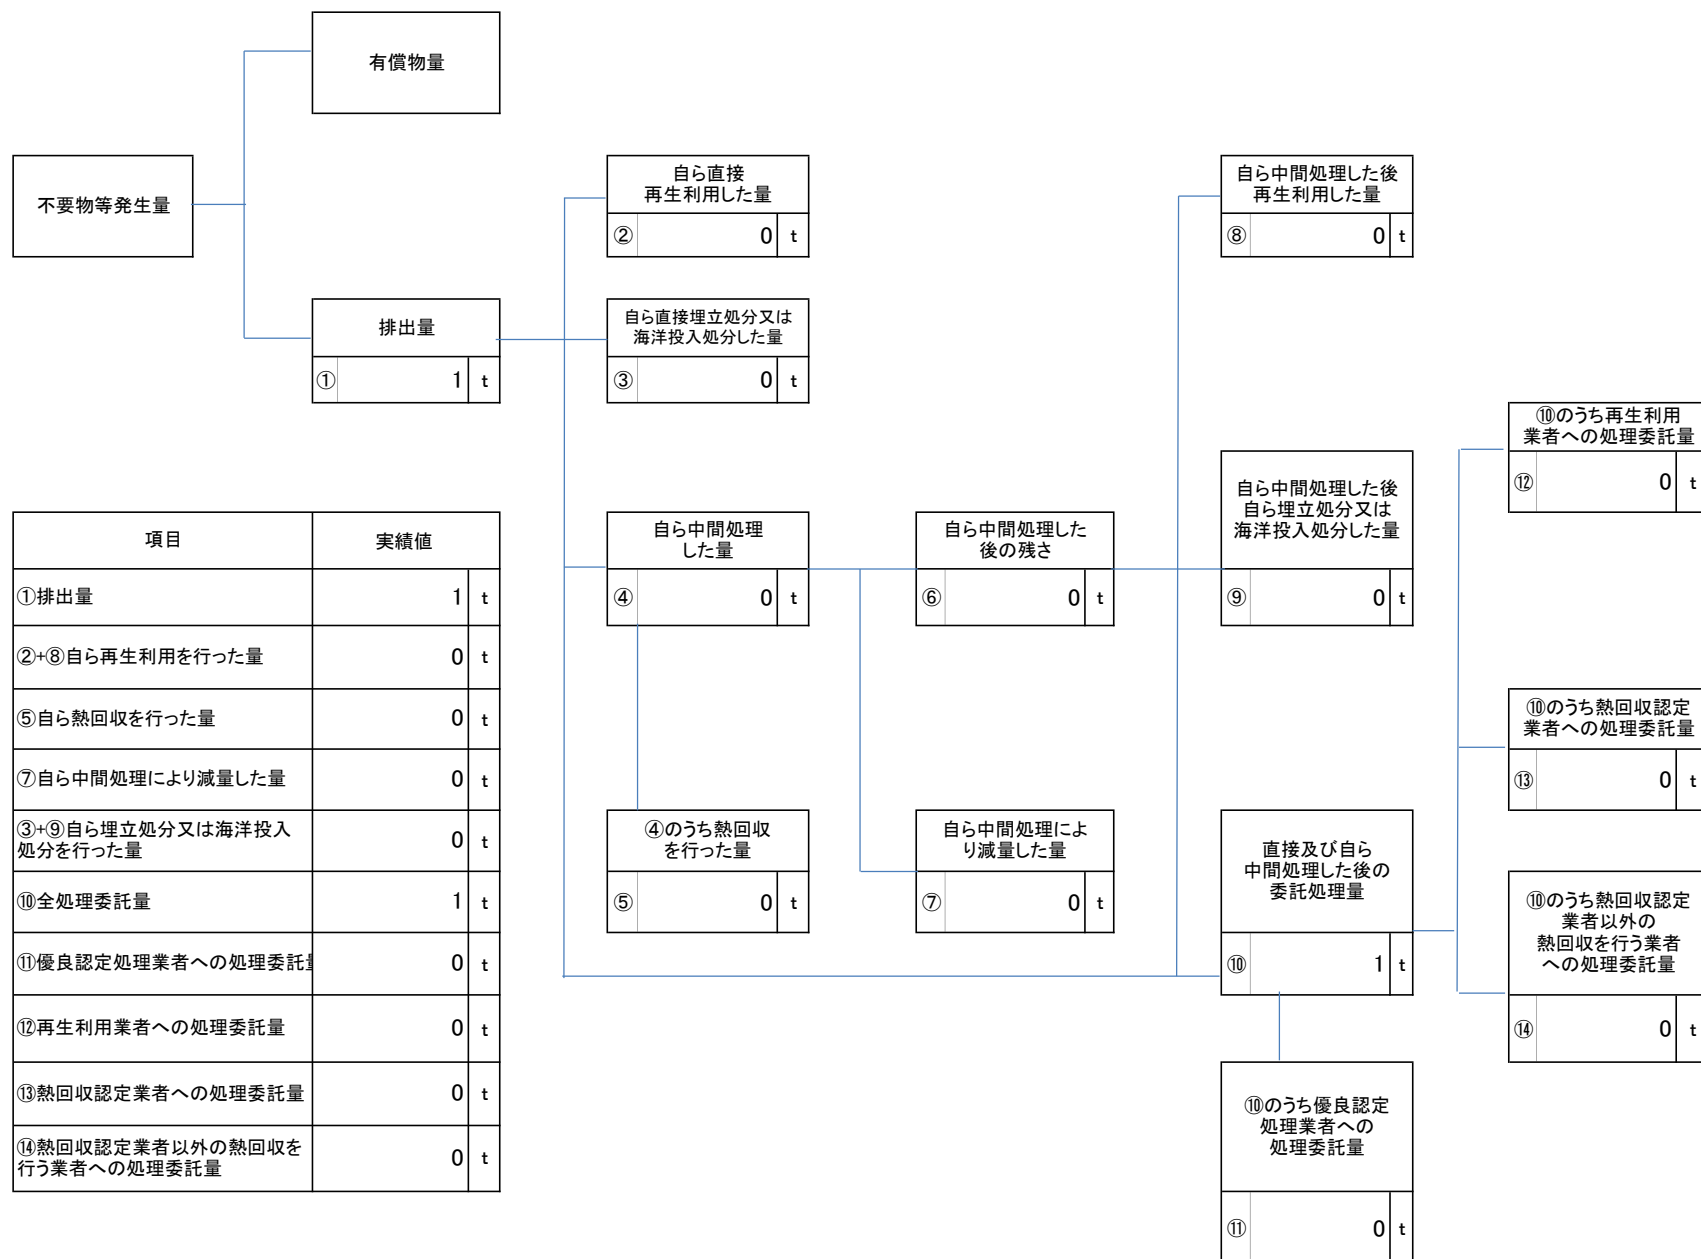 有償物量
不要物等発生量
排出量
① 1 t
自ら直接
再生利用した量
② 0 t
自ら直接埋立処分又は
海洋投入処分した量
③ 0 t
自ら中間処理
した量
④ 0 t
④のうち熱回収
を行った量
⑤ 0 t
自ら中間処理した
後の残さ
⑥ 0 t
自ら中間処理によ
り減量した量
⑦ 0 t
自ら中間処理した後
再生利用した量
⑧ 0 t
自ら中間処理した後
自ら埋立処分又は
海洋投入処分した量
⑨ 0 t
直接及び自ら
中間処理した後の
委託処理量
⑩ 1 t
⑩のうち優良認定
処理業者への
処理委託量
⑪ 0 t
⑩のうち再生利用
業者への処理委託量
⑫ 0 t
⑩のうち熱回収認定
業者への処理委託量
⑬ 0 t
⑩のうち熱回収認定
業者以外の
熱回収を行う業者
への処理委託量
⑭ 0 t
項目 実績値
①排出量 1 t
②+⑧自ら再生利用を行った量 0 t
⑤自ら熱回収を行った量 0 t
⑦自ら中間処理により減量した量 0 t
③+⑨自ら埋立処分又は海洋投入
処分を行った量 0 t
⑩全処理委託量 1 t
⑪優良認定処理業者への処理委託 0 t
⑫再生利用業者への処理委託量 0 t
⑬熱回収認定業者への処理委託量 0 t
⑭熱回収認定業者以外の熱回収を
行う業者への処理委託量 0 t